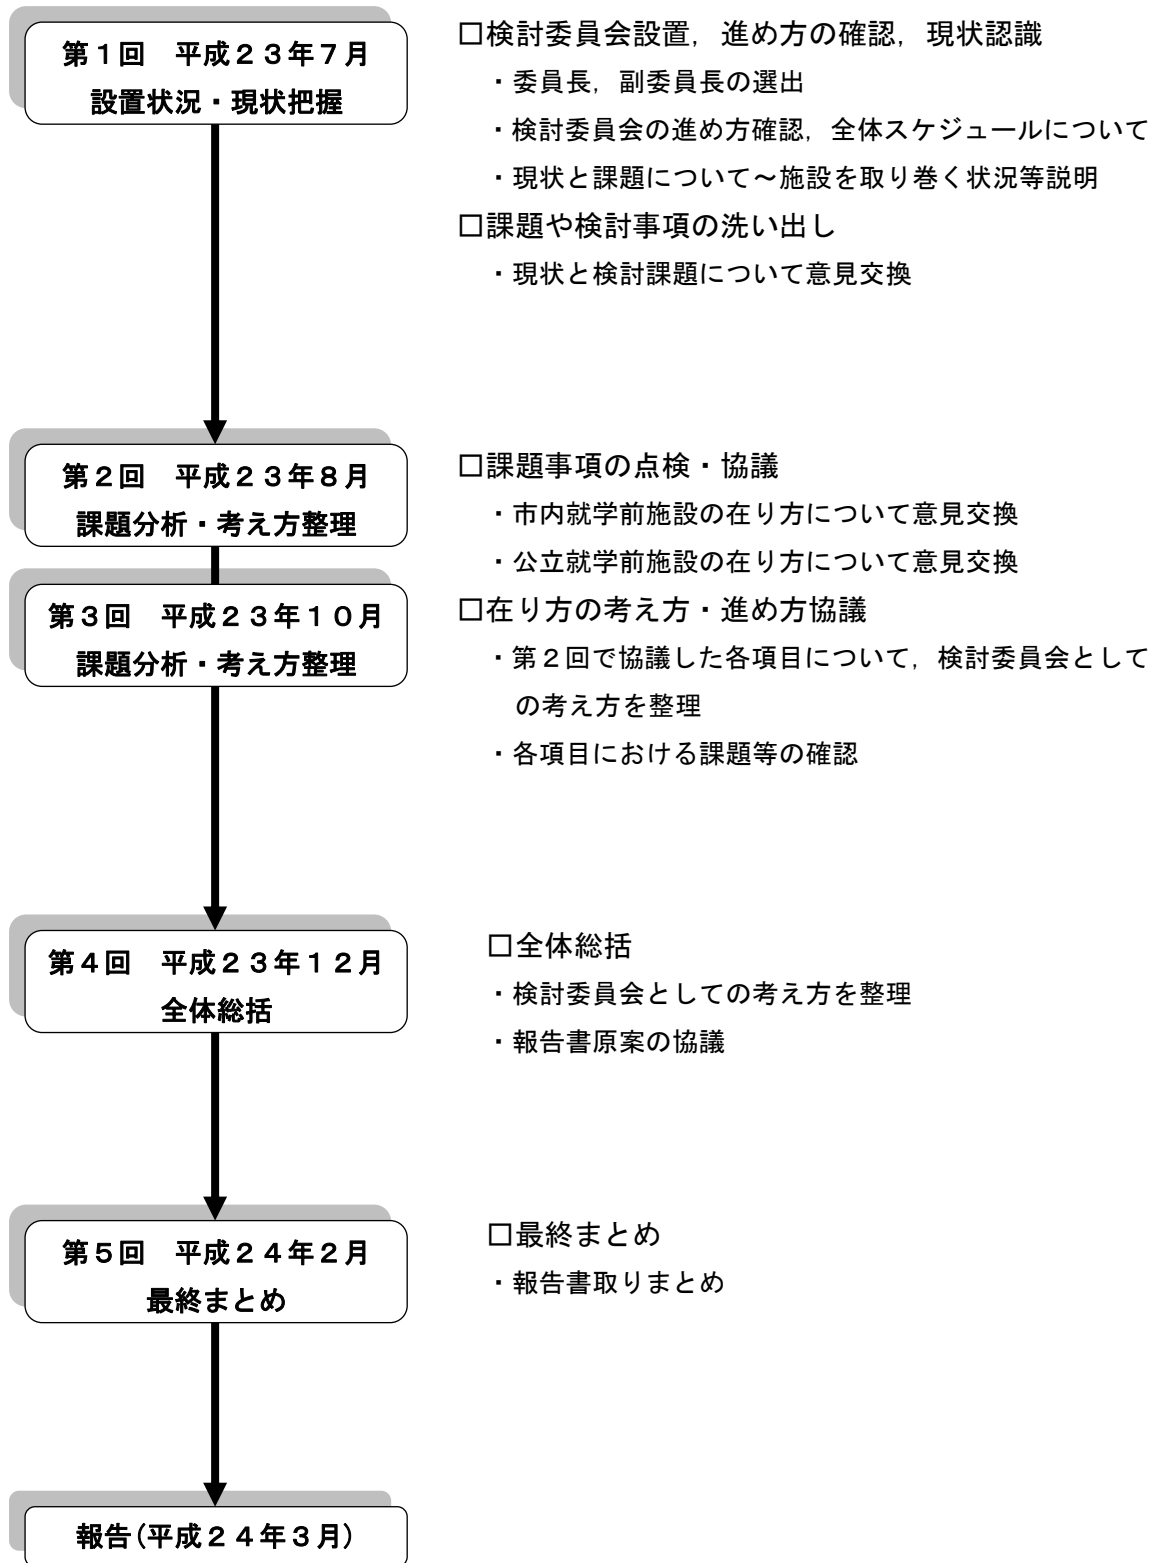 第１回　平成２３年７月
設置状況・現状把握
□検討委員会設置，進め方の確認，現状認識
・委員長，副委員長の選出
・検討委員会の進め方確認，全体スケジュールについて
・現状と課題について～施設を取り巻く状況等説明
□課題や検討事項の洗い出し
・現状と検討課題について意見交換
第２回　平成２３年８月
課題分析・考え方整理
□課題事項の点検・協議
・市内就学前施設の在り方について意見交換
・公立就学前施設の在り方について意見交換
第３回　平成２３年１０月
課題分析・考え方整理
□在り方の考え方・進め方協議
・第２回で協議した各項目について，検討委員会として
の考え方を整理
・各項目における課題等の確認
第４回　平成２３年１２月
全体総括
□全体総括
・検討委員会としての考え方を整理
・報告書原案の協議
第５回　平成２４年２月
最終まとめ
□最終まとめ
・報告書取りまとめ
報告(平成２４年３月)